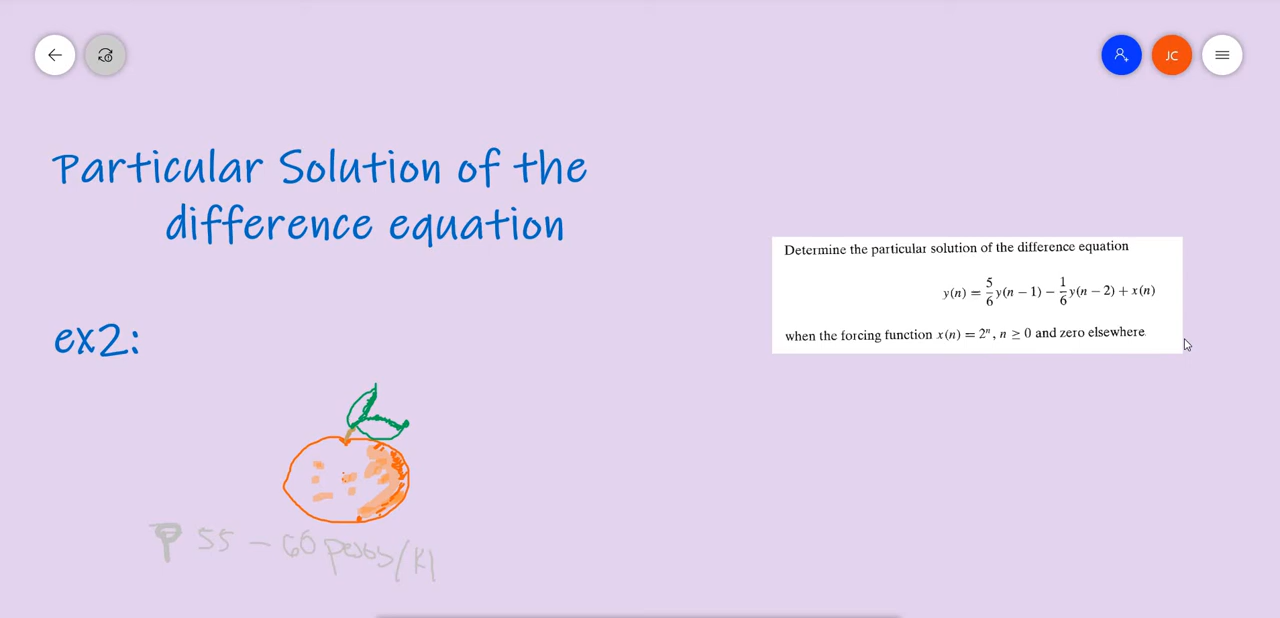 JC
Particular Solution of the
difference equation
Determine the particular solution of the difference equation
y(n) = 5/6 y(n − 1) − 1/6 y(n − 2) + x(n)
when the forcing function x(n) = 2ⁿ, n ≥ 0 and zero elsewhere
ex2:
₱ 55 – 60 pesos/Kl